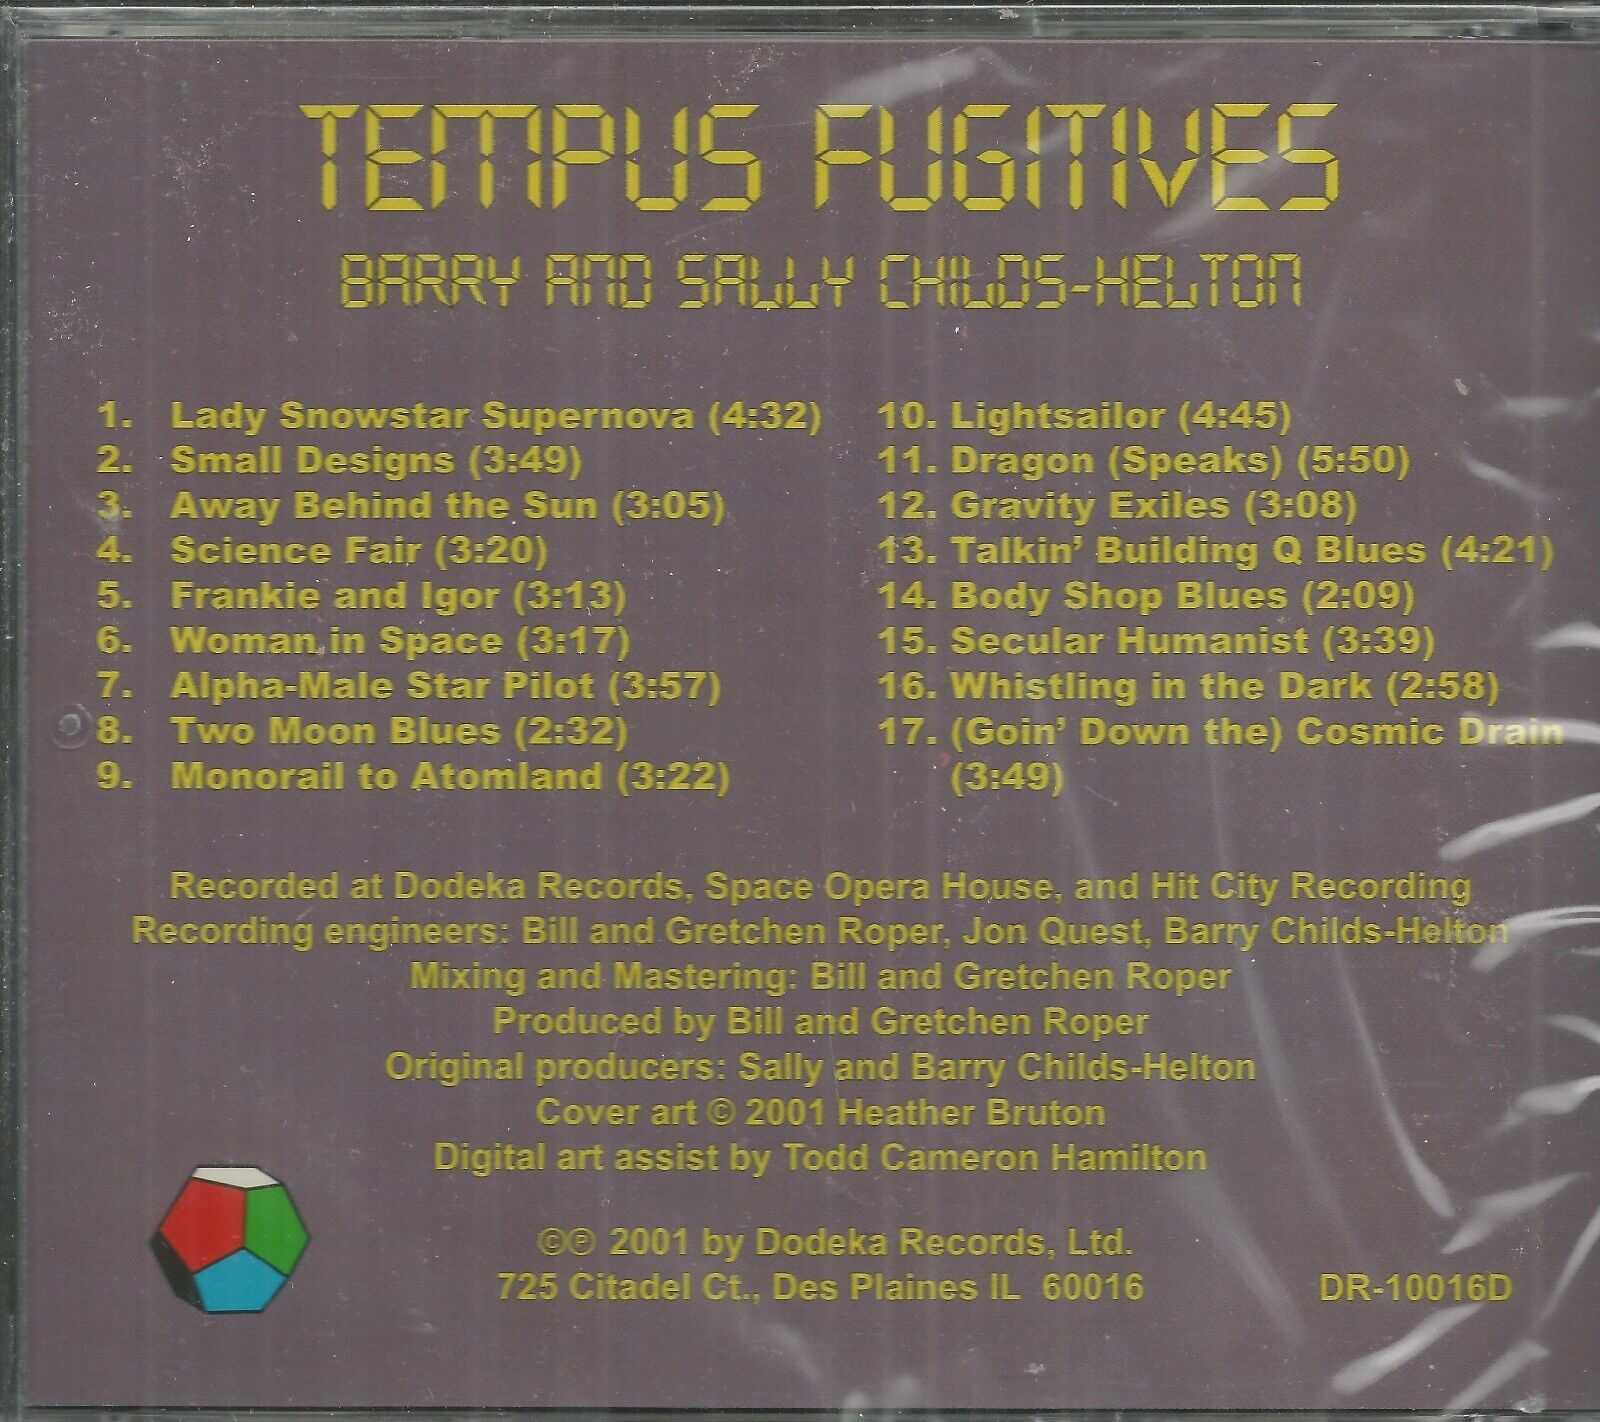 TEMPUS FUGITIVES
BARRY AND SALLY CHILDS-HELTON
1. Lady Snowstar Supernova (4:32)
2. Small Designs (3:49)
3. Away Behind the Sun (3:05)
4. Science Fair (3:20)
5. Frankie and Igor (3:13)
6. Woman in Space (3:17)
7. Alpha-Male Star Pilot (3:57)
8. Two Moon Blues (2:32)
9. Monorail to Atomland (3:22)
10. Lightsailor (4:45)
11. Dragon (Speaks) (5:50)
12. Gravity Exiles (3:08)
13. Talkin' Building Q Blues (4:21)
14. Body Shop Blues (2:09)
15. Secular Humanist (3:39)
16. Whistling in the Dark (2:58)
17. (Goin' Down the) Cosmic Drain
(3:49)
Recorded at Dodeka Records, Space Opera House, and Hit City Recording
Recording engineers: Bill and Gretchen Roper, Jon Quest, Barry Childs-Helton
Mixing and Mastering: Bill and Gretchen Roper
Produced by Bill and Gretchen Roper
Original producers: Sally and Barry Childs-Helton
Cover art © 2001 Heather Bruton
Digital art assist by Todd Cameron Hamilton
©℗ 2001 by Dodeka Records, Ltd.
725 Citadel Ct., Des Plaines IL 60016
DR-10016D